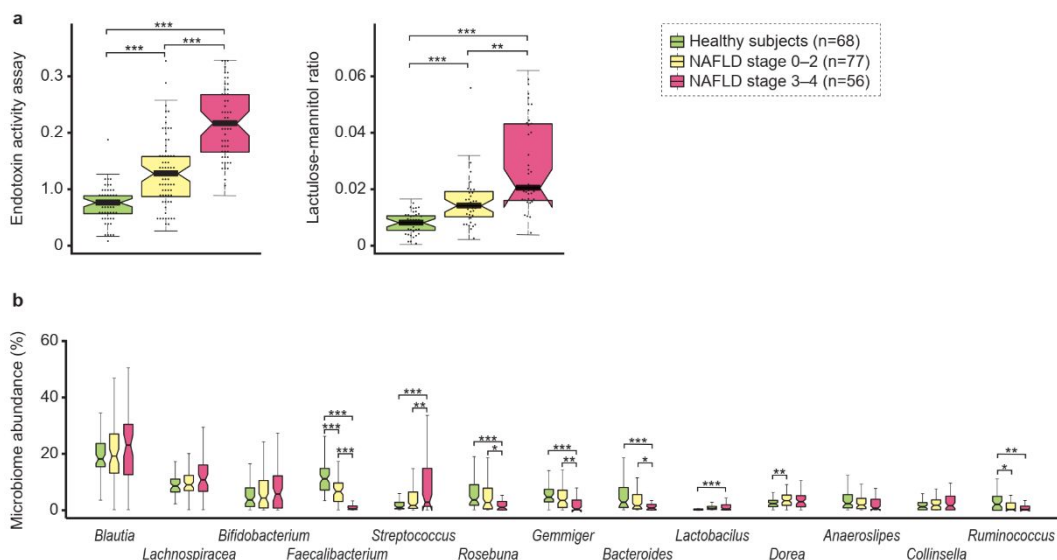 a
***
***
***
Endotoxin activity assay
0.3
0.2
1.0
0
***
***
**
Lactulose–mannitol ratio
0.06
0.04
0.02
0
Healthy subjects (n=68)
NAFLD stage 0–2 (n=77)
NAFLD stage 3–4 (n=56)
b
Microbiome abundance (%)
60
40
20
0
***
***
***
***
**
***
*
***
**
***
*
***
**
**
*
Blautia
Lachnospiracea
Bifidobacterium
Faecalibacterium
Streptococcus
Rosebuna
Gemmiger
Bacteroides
Lactobacillus
Dorea
Anaeroslipes
Collinsella
Ruminococcus